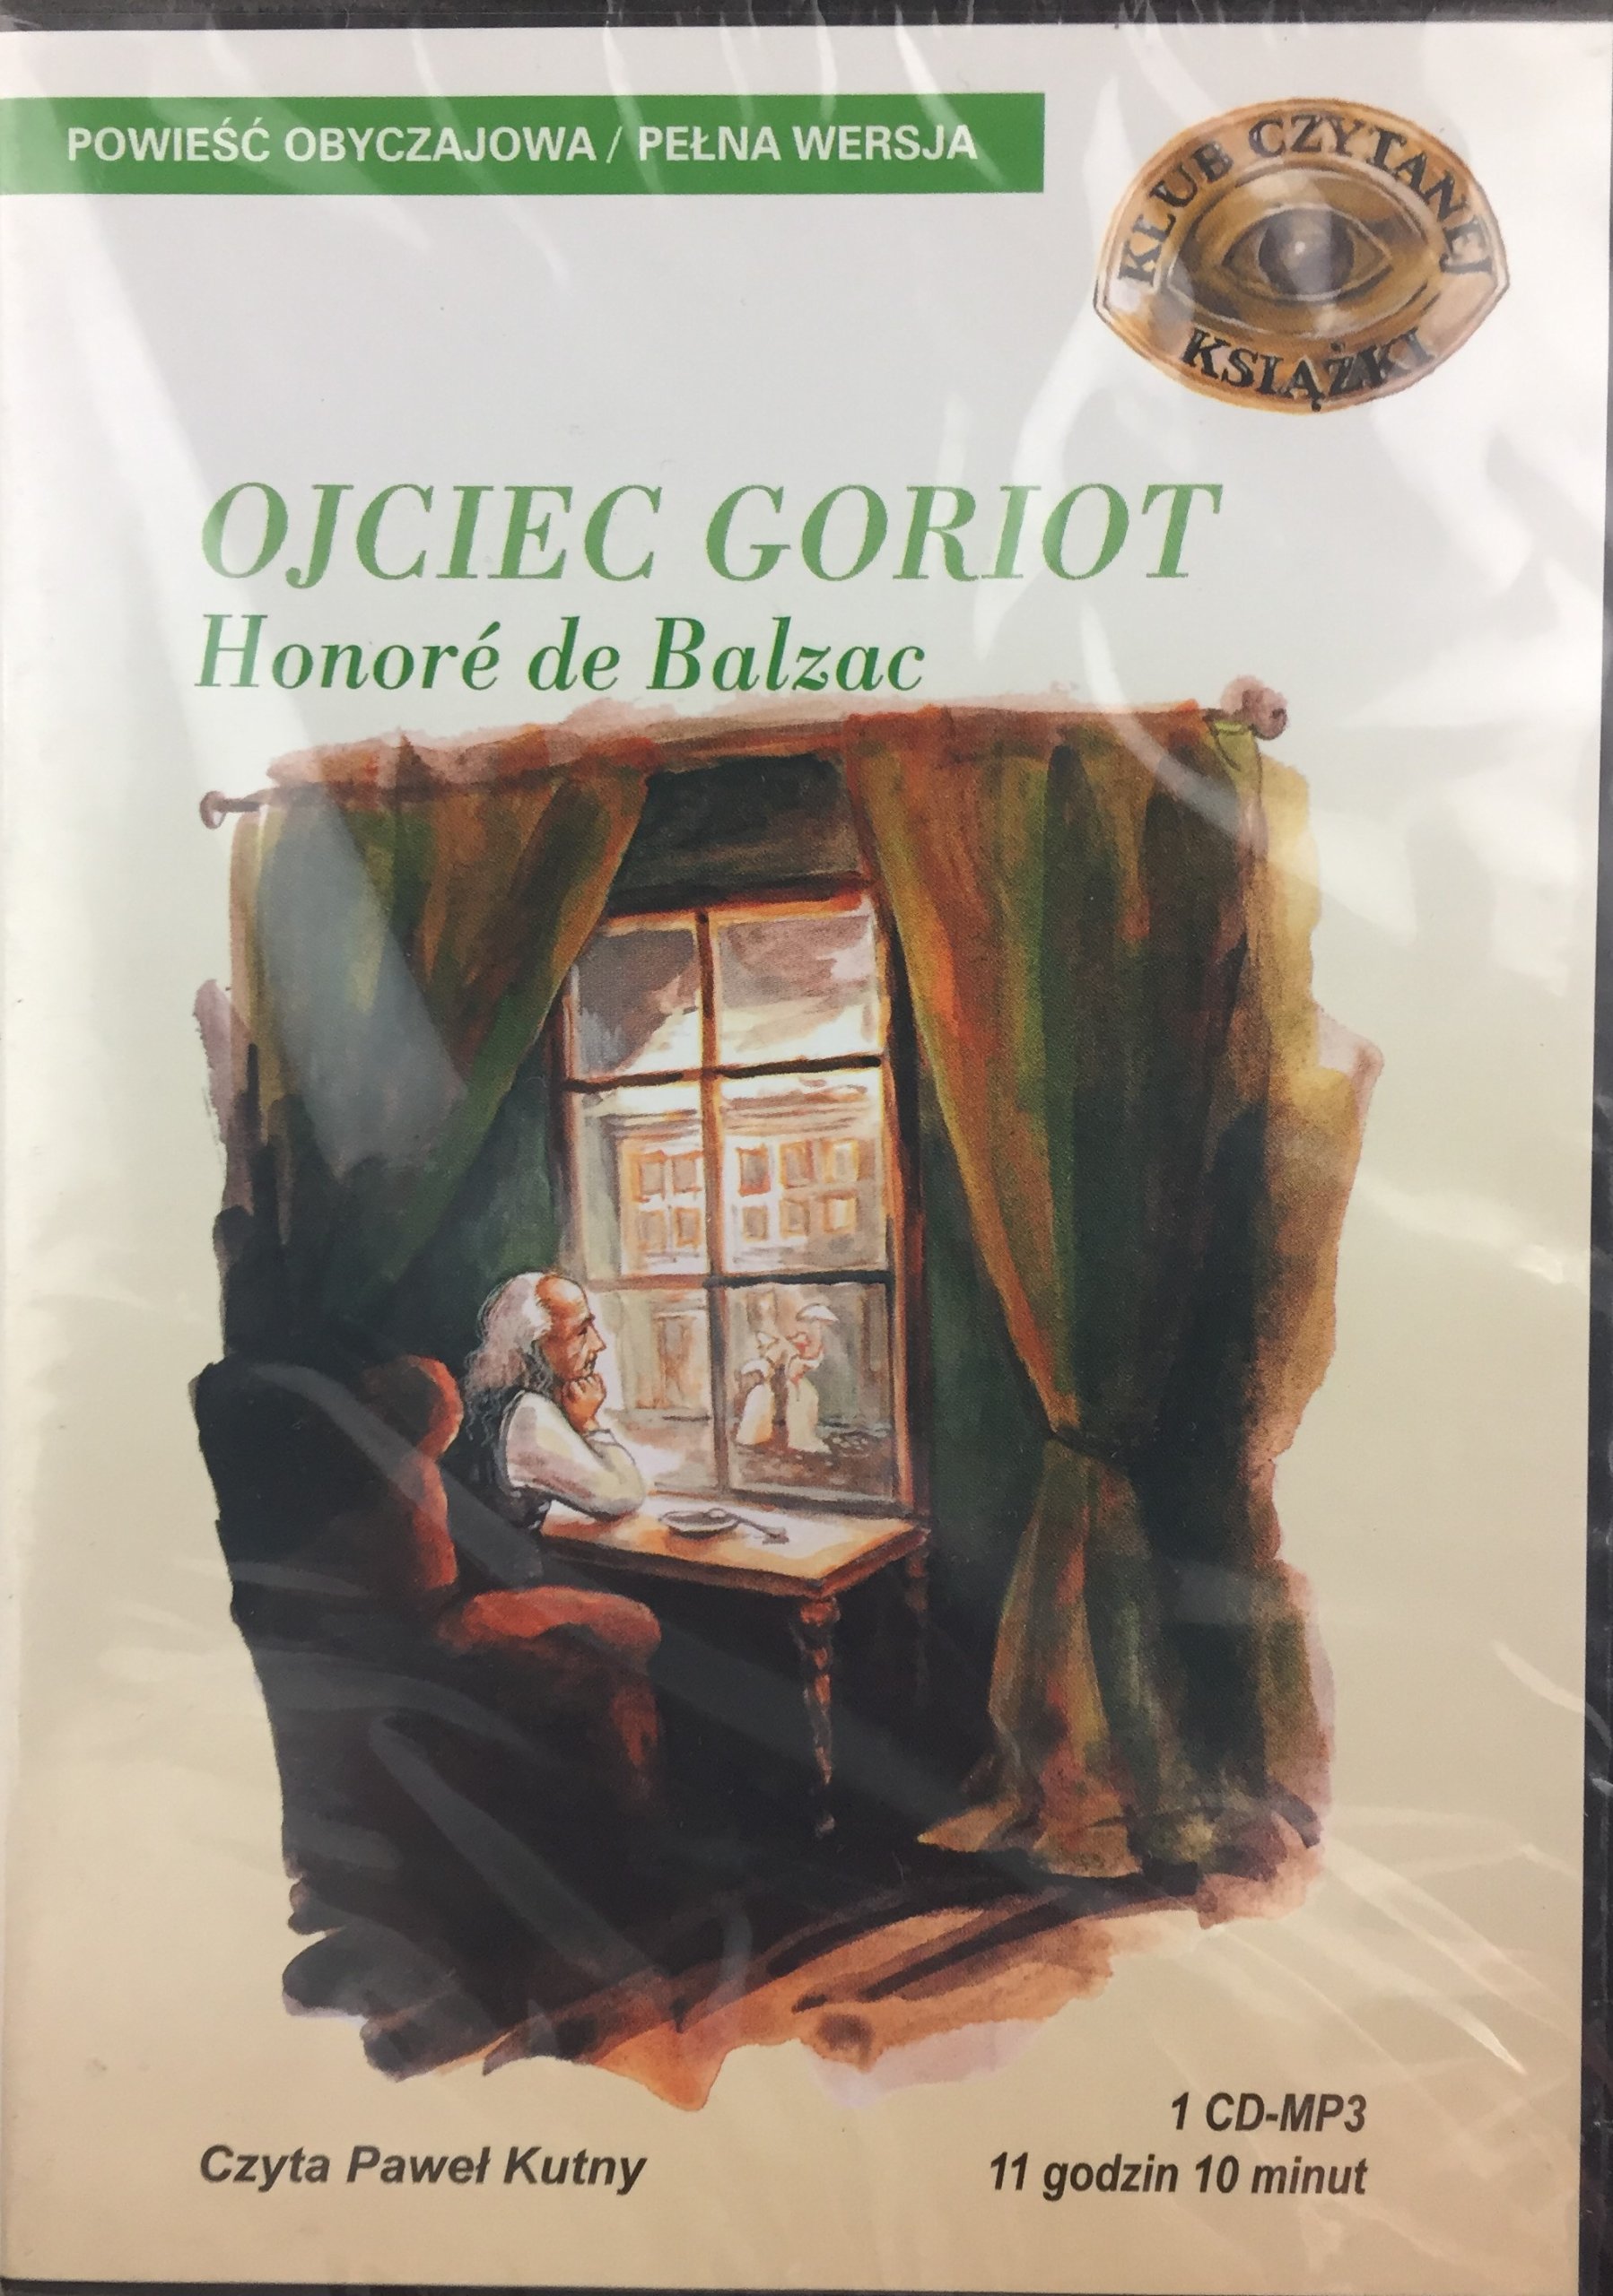 POWIEŚĆ OBYCZAJOWA / PEŁNA WERSJA
KLUB CZYTANEJ
KSIĄŻKI
OJCIEC GORIOT
Honoré de Balzac
1 CD-MP3
Czyta Paweł Kutny
11 godzin 10 minut